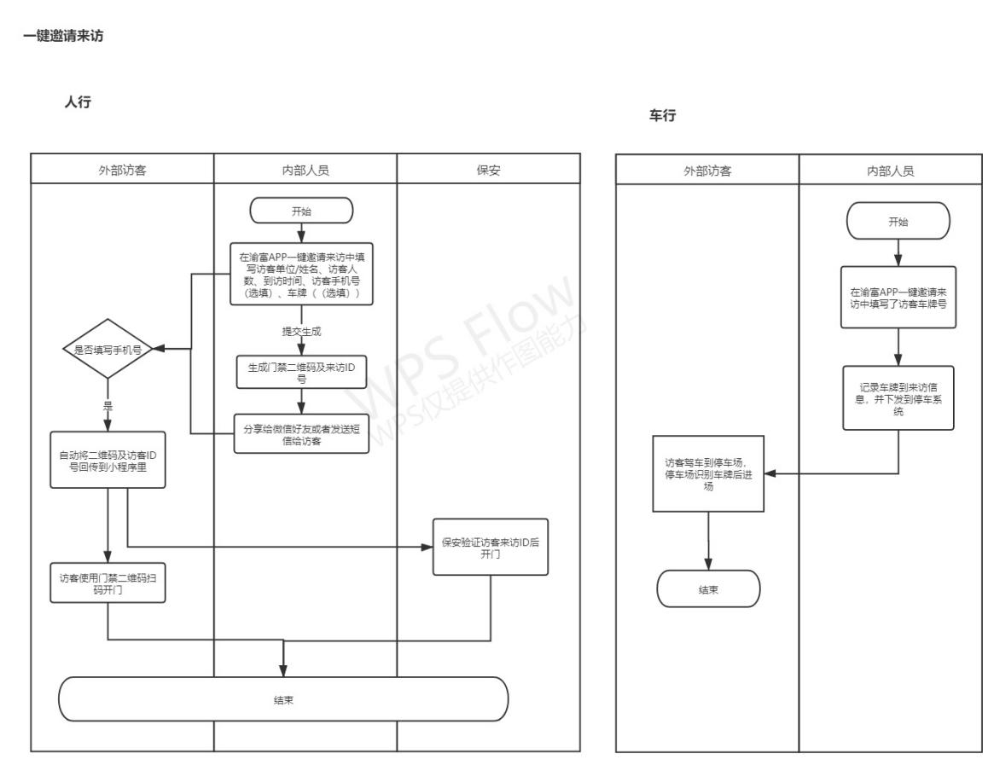 一键邀请来访
人行
外部访客
内部人员
保安
开始
在渝富APP一键邀请来访中填
写访客单位/姓名、访客人
数、到访时间、访客手机号
（选填）、车牌（（选填））
提交生成
是否填写手机号
生成门禁二维码及来访ID
号
是
分享给微信好友或者发送短
信给访客
自动将二维码及访客ID
号回传到小程序里
保安验证访客来访ID后
开门
访客使用门禁二维码扫
码开门
结束
车行
外部访客
内部人员
开始
在渝富APP一键邀请来
访中填写了访客车牌号
记录车牌到来访信
息，并下发到停车系
统
访客驾车到停车场，
停车场识别车牌后进
场
结束
WPS Flow
WPS仅提供作图能力